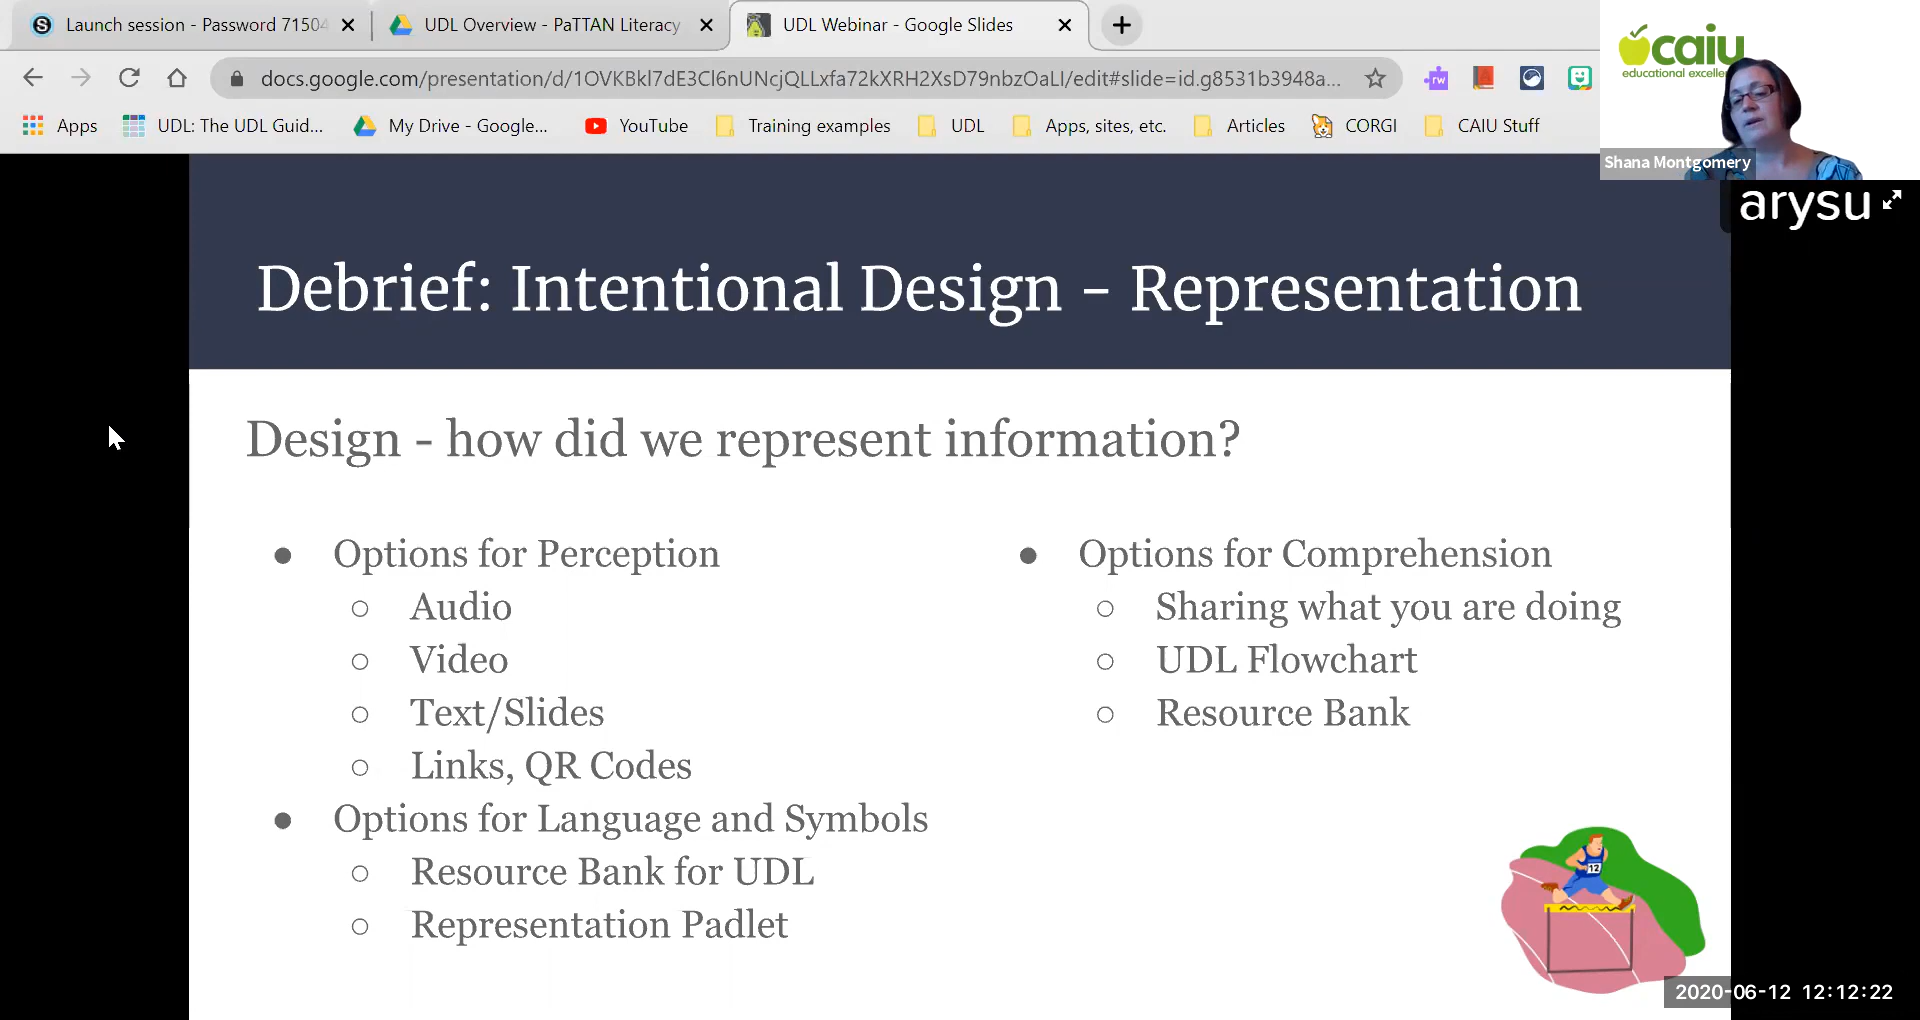 Launch session - Password 71504
UDL Overview - PaTTAN Literacy
UDL Webinar - Google Slides
docs.google.com/presentation/d/1OVKBkl7dE3Cl6nUNcjQLLxfa72kXRH2XsD79nbzOaLI/edit#slide=id.g8531b3948a...
rw
Apps
UDL: The UDL Guid...
My Drive - Google...
YouTube
Training examples
UDL
Apps, sites, etc.
Articles
CORGI
CAIU Stuff
caiu
educational excelle
Shana Montgomery
arysu
Debrief: Intentional Design - Representation
Design - how did we represent information?
● Options for Perception
○ Audio
○ Video
○ Text/Slides
○ Links, QR Codes
● Options for Language and Symbols
○ Resource Bank for UDL
○ Representation Padlet
● Options for Comprehension
○ Sharing what you are doing
○ UDL Flowchart
○ Resource Bank
12
2020-06-12 12:12:22